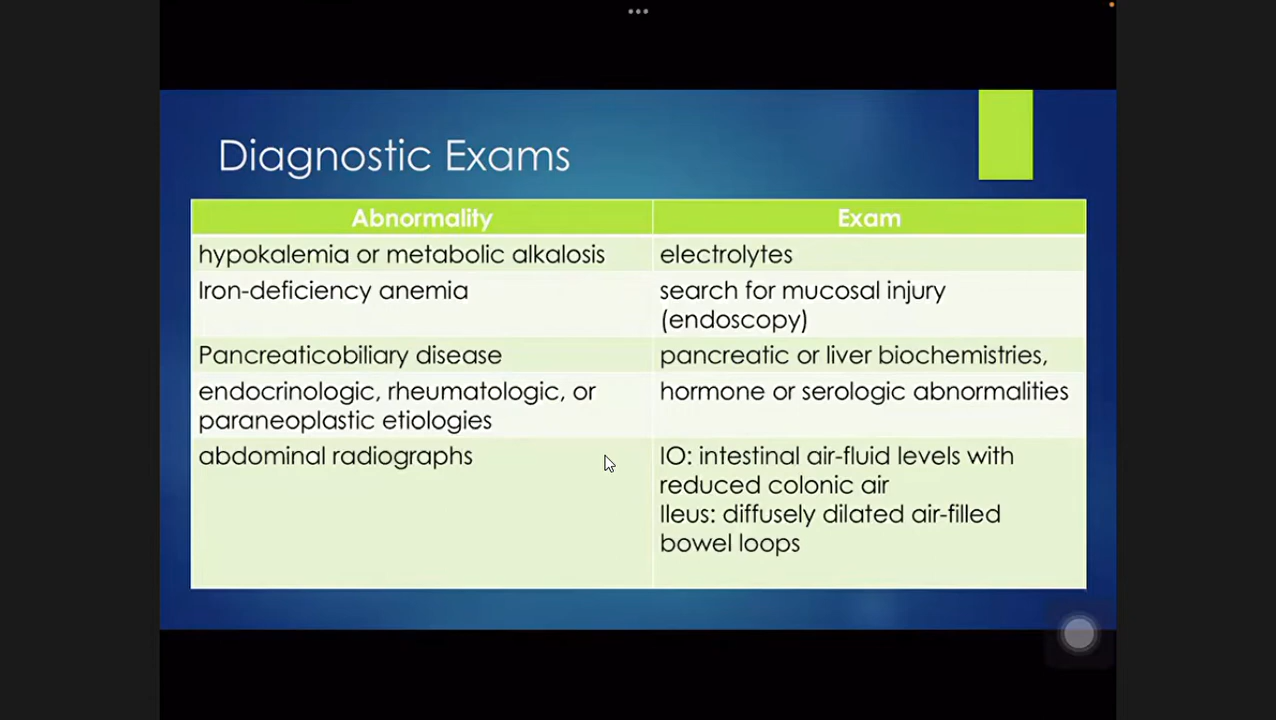 Diagnostic Exams
Abnormality
Exam
hypokalemia or metabolic alkalosis
electrolytes
Iron-deficiency anemia
search for mucosal injury
(endoscopy)
Pancreaticobiliary disease
pancreatic or liver biochemistries,
endocrinologic, rheumatologic, or
paraneoplastic etiologies
hormone or serologic abnormalities
abdominal radiographs
IO: intestinal air-fluid levels with
reduced colonic air
Ileus: diffusely dilated air-filled
bowel loops